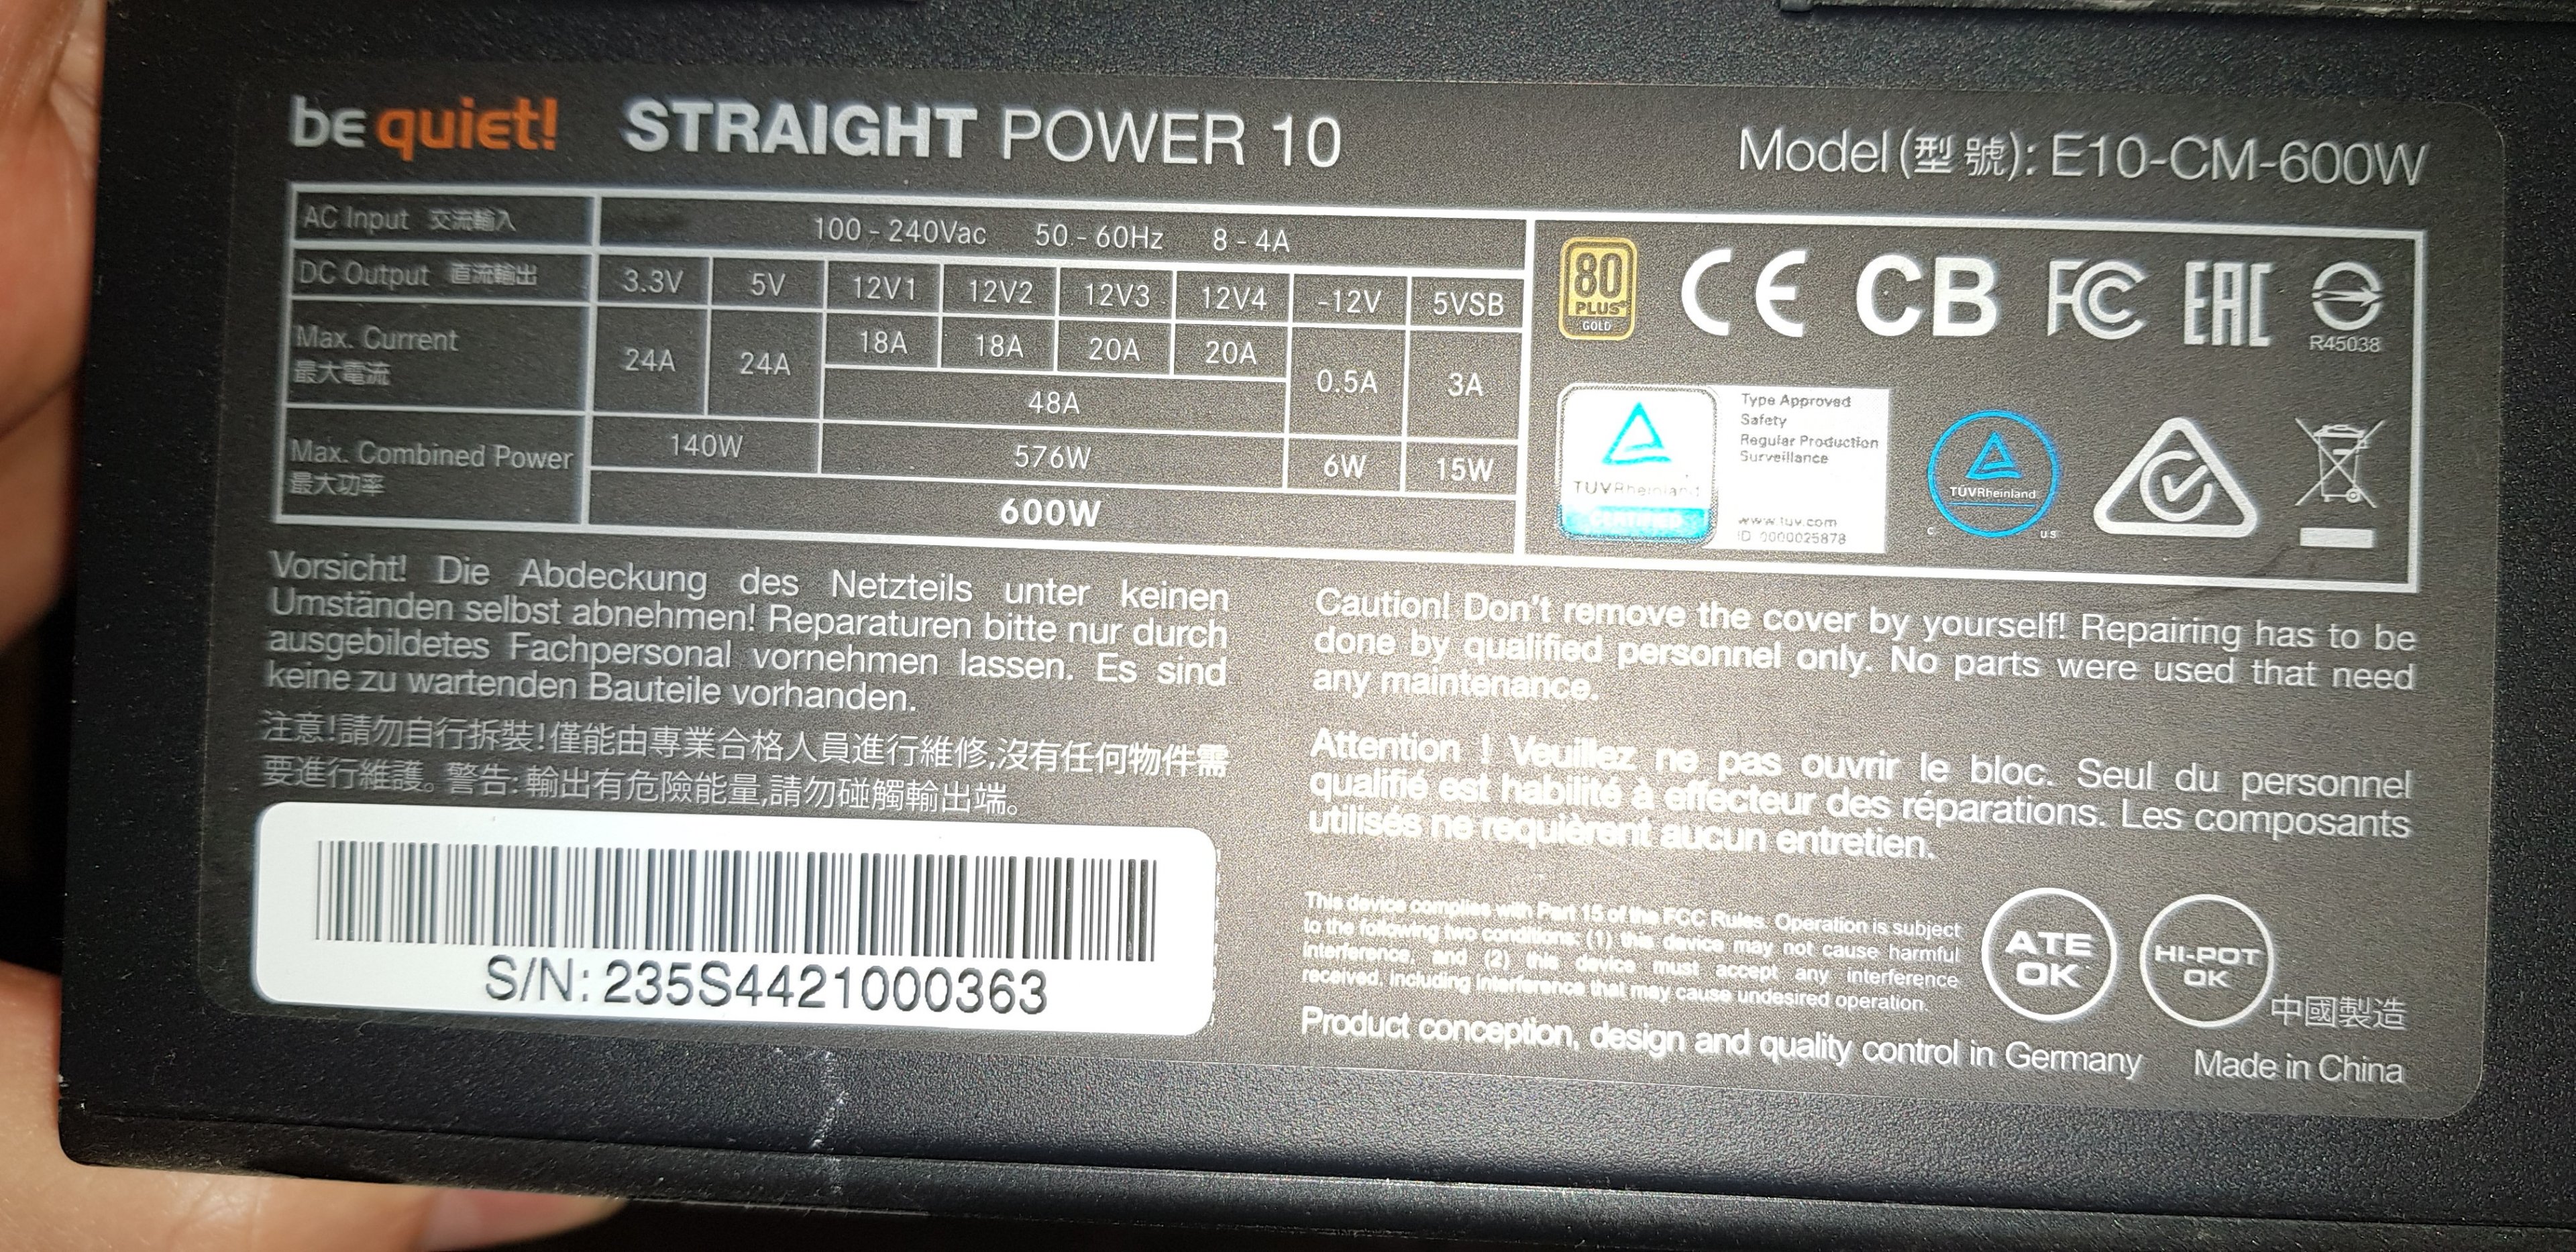 be quiet! STRAIGHT POWER 10
Model (型號): E10-CM-600W
AC Input 交流輸入 100 - 240Vac 50 - 60Hz 8 - 4A
DC Output 直流輸出 3.3V 5V 12V1 12V2 12V3 12V4 -12V 5VSB
Max. Current 最大電流 24A 24A 18A 18A 20A 20A 0.5A 3A
48A
Max. Combined Power 最大功率 140W 576W 6W 15W
600W
80 PLUS GOLD
CE CB FC EAC
R45038
TÜVRheinland
CERTIFIED
Type Approved
Safety
Regular Production
Surveillance
www.tuv.com
ID 0000025878
TÜVRheinland
C US
Vorsicht! Die Abdeckung des Netzteils unter keinen
Umständen selbst abnehmen! Reparaturen bitte nur durch
ausgebildetes Fachpersonal vornehmen lassen. Es sind
keine zu wartenden Bauteile vorhanden.
注意!請勿自行拆裝!僅能由專業合格人員進行維修,沒有任何物件需
要進行維護。警告:輸出有危險能量,請勿碰觸輸出端。
S/N: 235S4421000363
Caution! Don't remove the cover by yourself! Repairing has to be
done by qualified personnel only. No parts were used that need
any maintenance.
Attention ! Veuillez ne pas ouvrir le bloc. Seul du personnel
qualifié est habilité à effecteur des réparations. Les composants
utilisés ne requièrent aucun entretien.
This device complies with Part 15 of the FCC Rules. Operation is subject
to the following two conditions: (1) this device may not cause harmful
interference, and (2) this device must accept any interference
received, including interference that may cause undesired operation.
ATE
OK
HI-POT
OK
中國製造
Product conception, design and quality control in Germany
Made in China